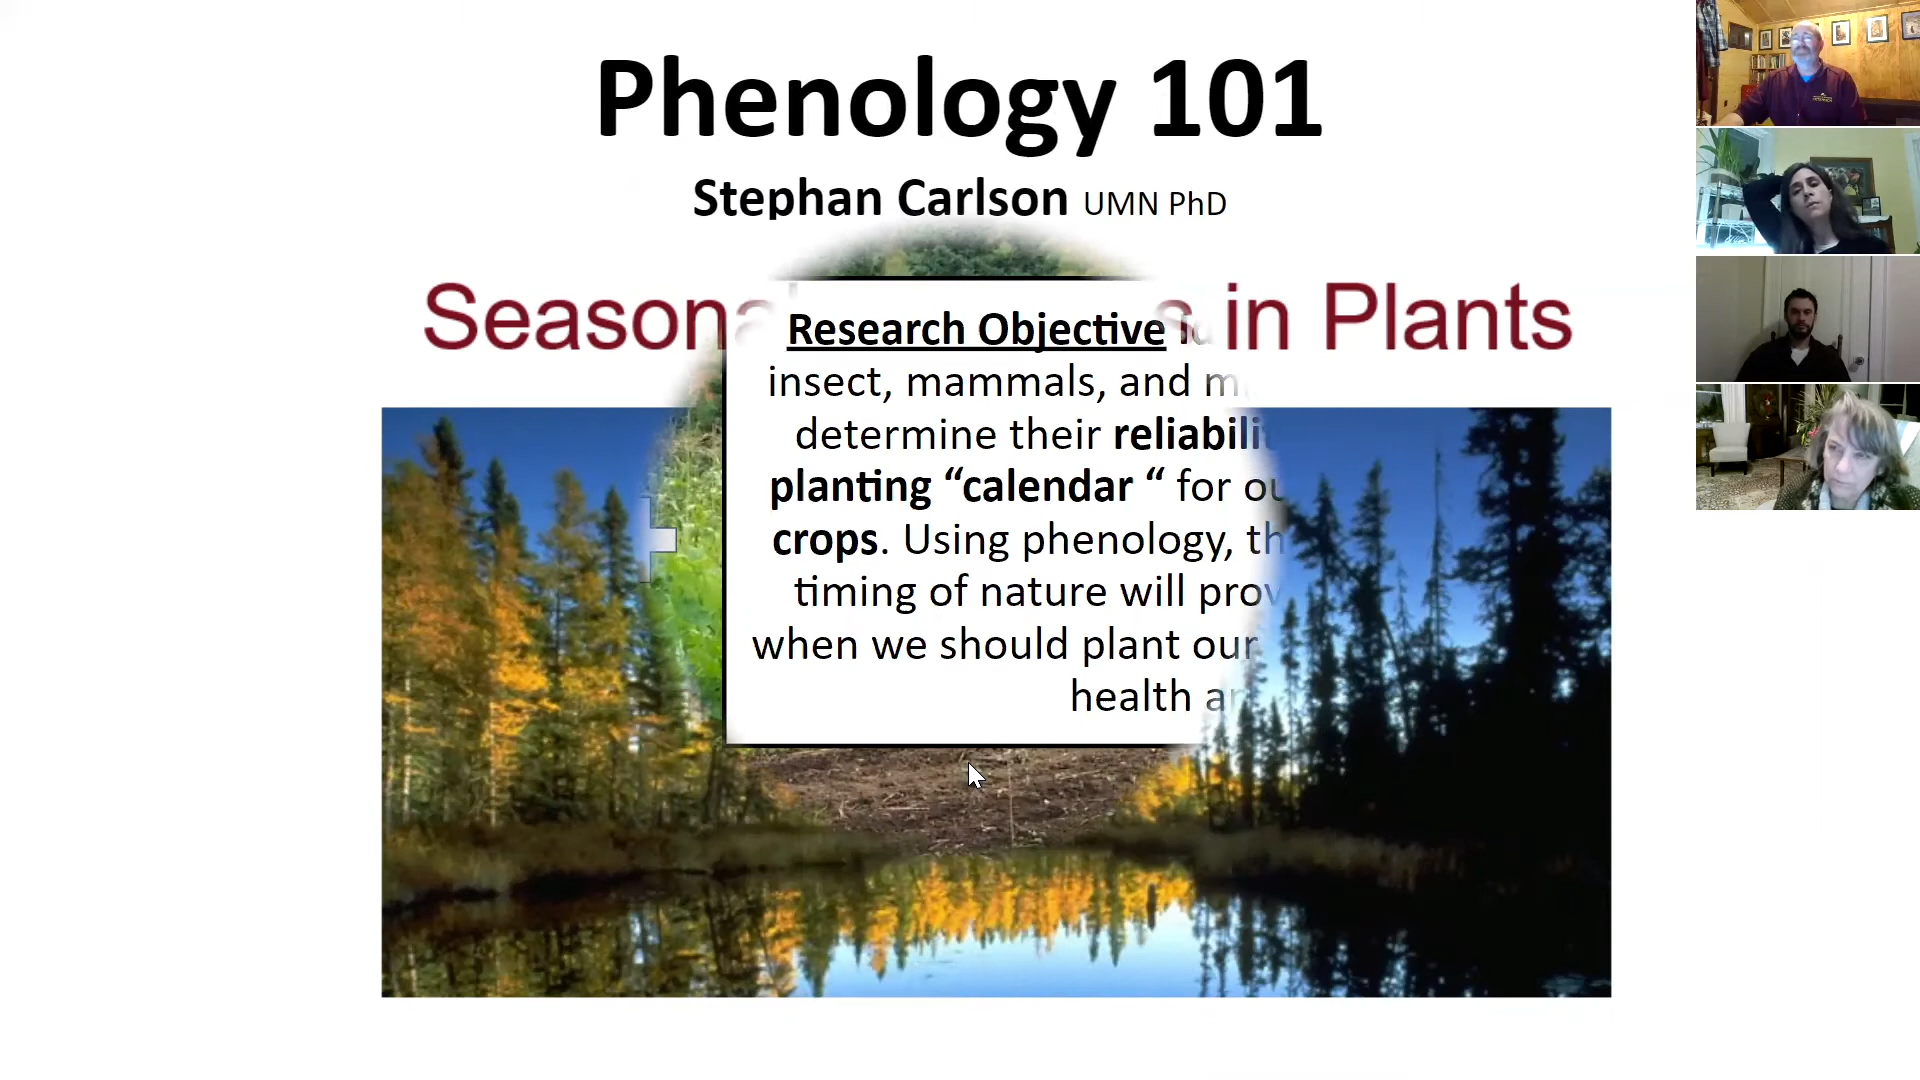 Phenology 101
Stephan Carlson UMN PhD
in Plants
Research Objective
insect, mammals, and
determine their
planting “calendar “ for
crops. Using phenology,
timing of nature will
when we should plant our
health